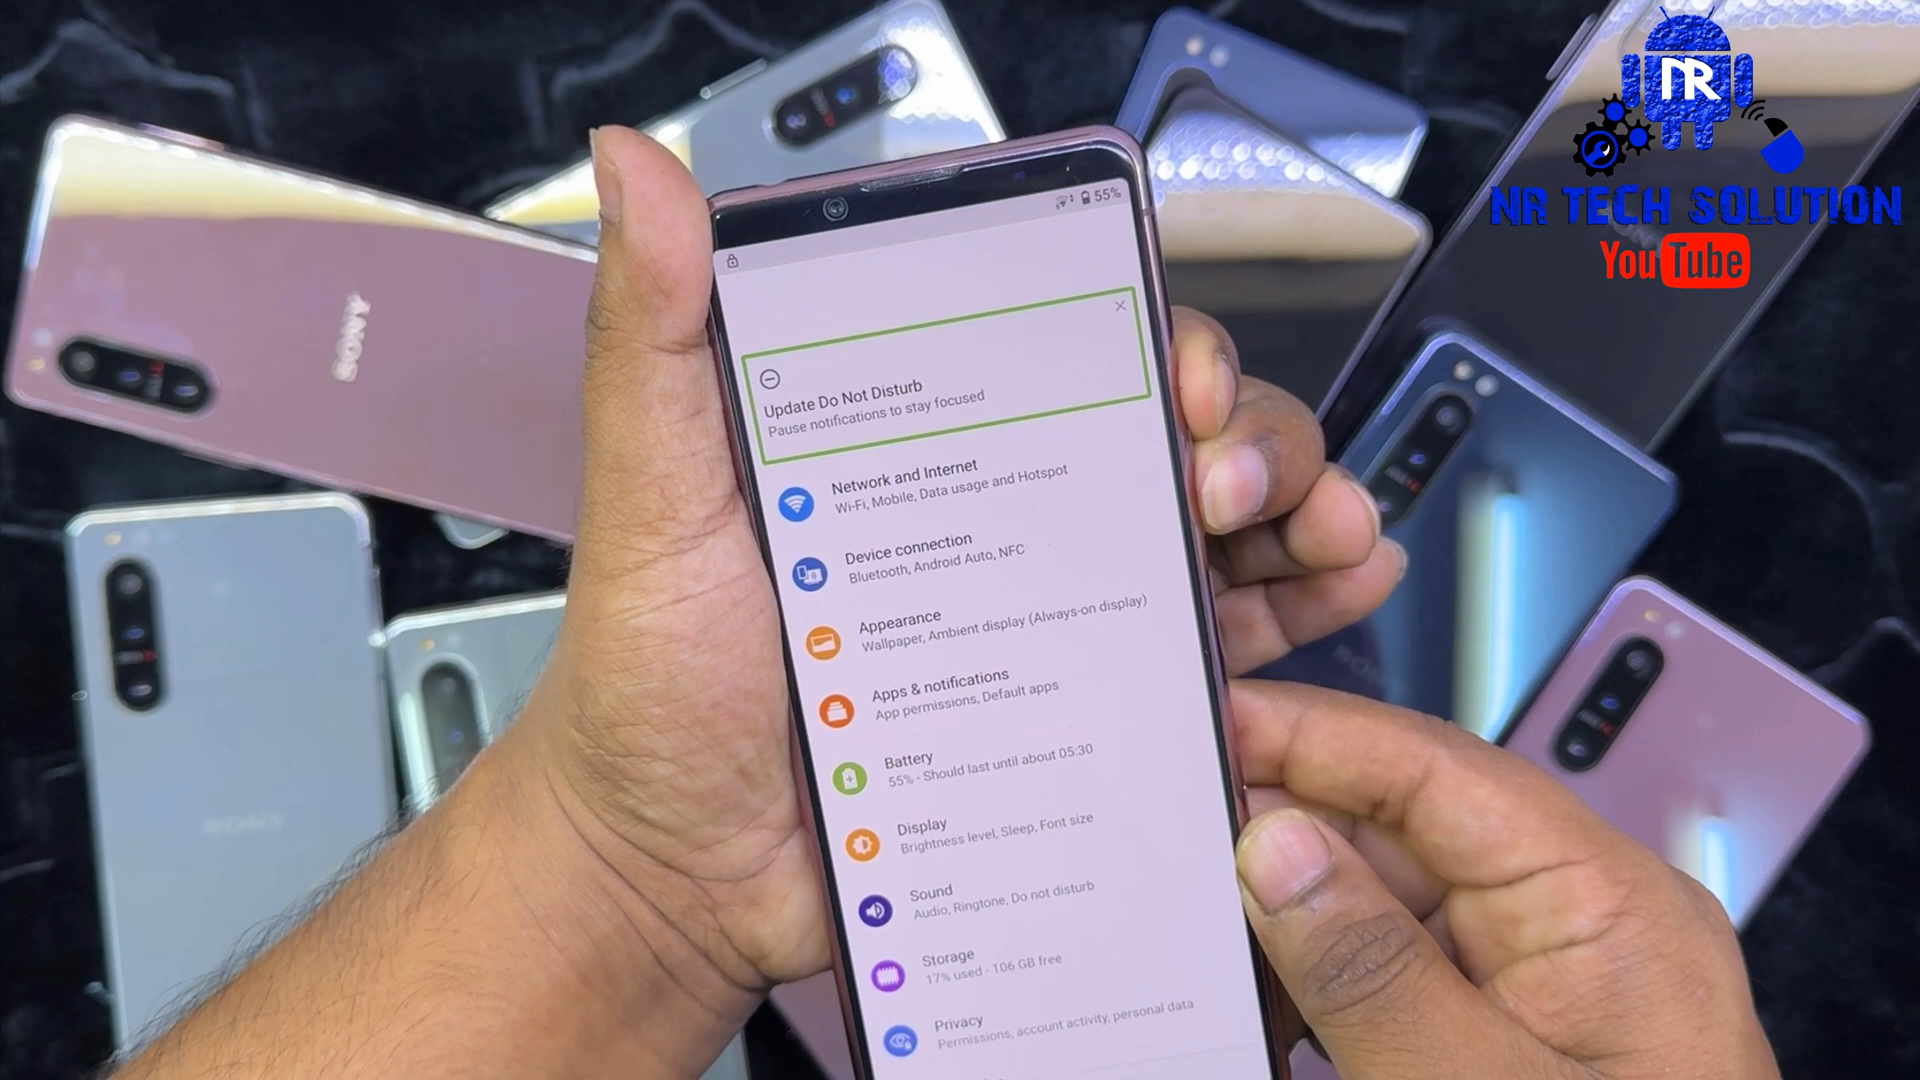 NR
NR TECH SOLUTION
YouTube
55%
Update Do Not Disturb
Pause notifications to stay focused
Network and Internet
Wi-Fi, Mobile, Data usage and Hotspot
Device connection
Bluetooth, Android Auto, NFC
Appearance
Wallpaper, Ambient display (Always-on display)
Apps & notifications
App permissions, Default apps
Battery
55% - Should last until about 05:30
Display
Brightness level, Sleep, Font size
Sound
Audio, Ringtone, Do not disturb
Storage
17% used - 106 GB free
Privacy
Permissions, account activity, personal data
SONY
SONY